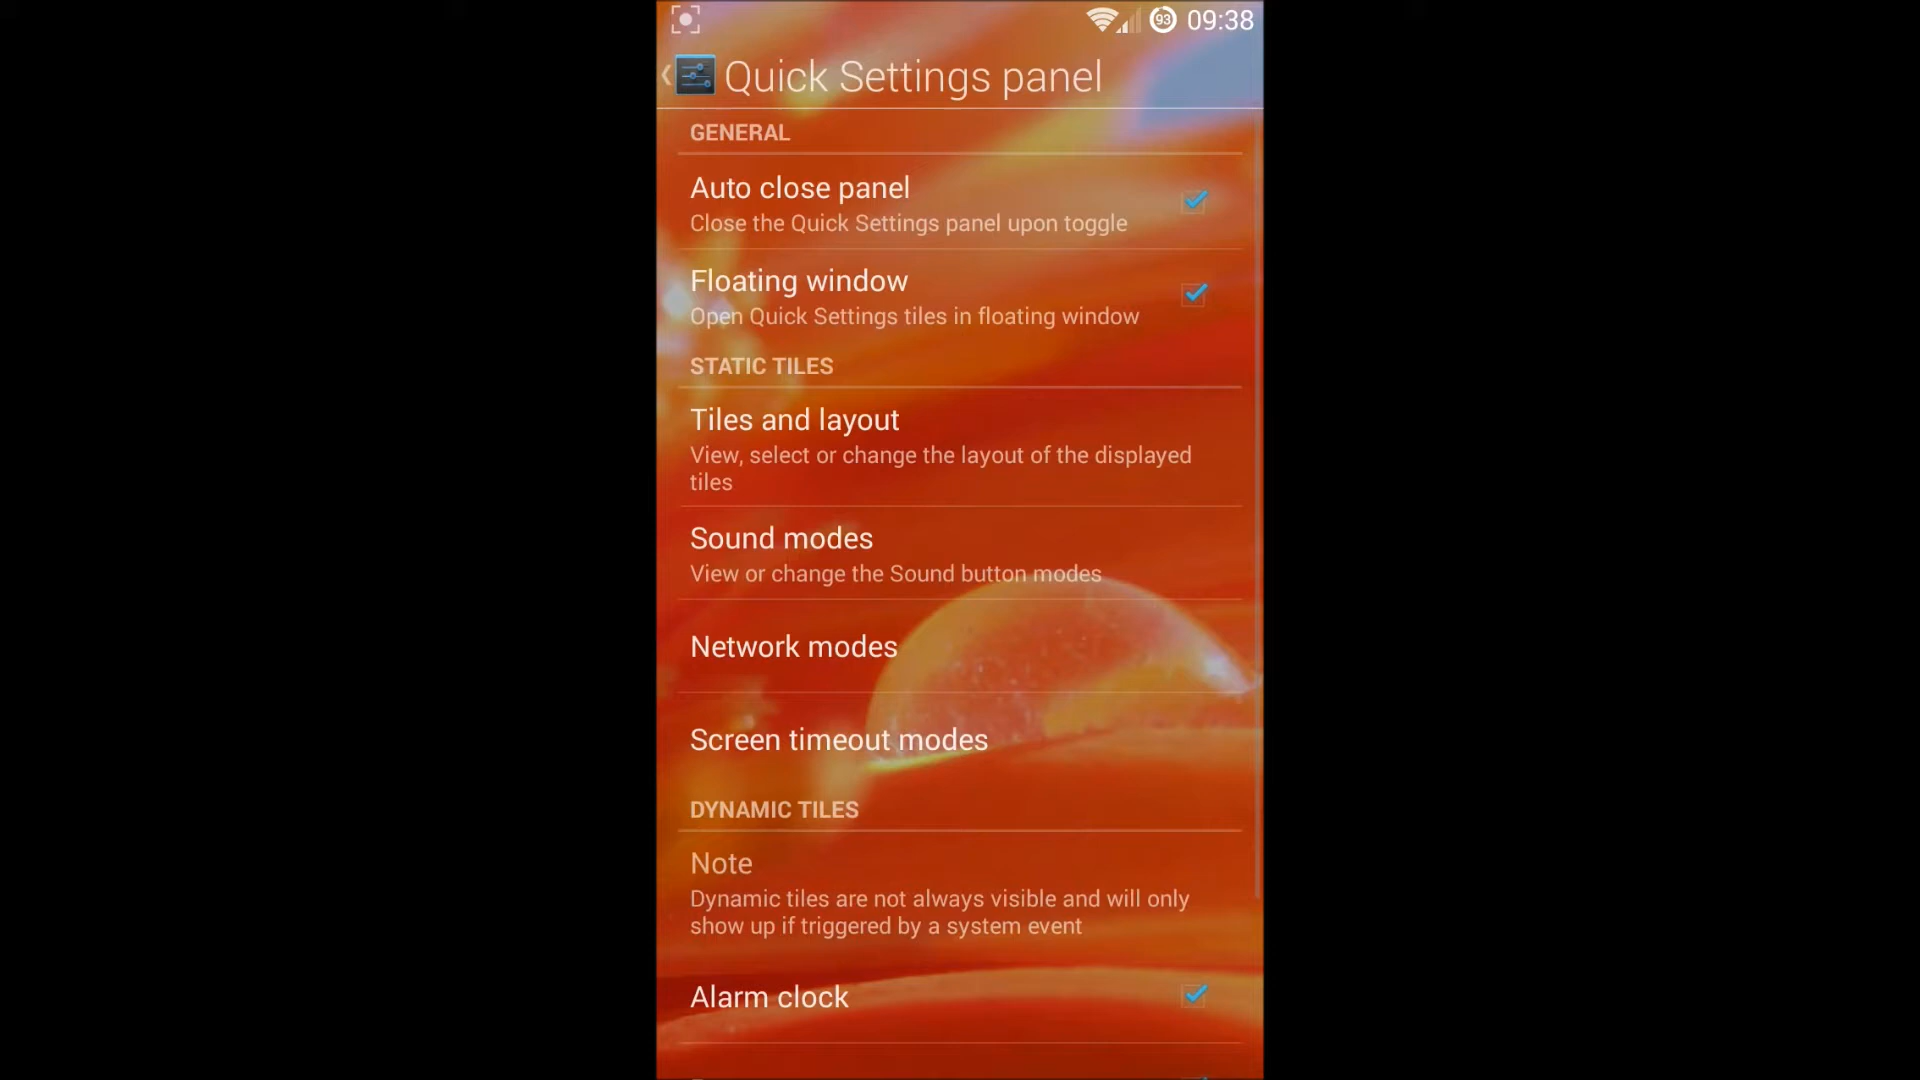 93 09:38
Quick Settings panel
GENERAL
Auto close panel
Close the Quick Settings panel upon toggle
Floating window
Open Quick Settings tiles in floating window
STATIC TILES
Tiles and layout
View, select or change the layout of the displayed
tiles
Sound modes
View or change the Sound button modes
Network modes
Screen timeout modes
DYNAMIC TILES
Note
Dynamic tiles are not always visible and will only
show up if triggered by a system event
Alarm clock